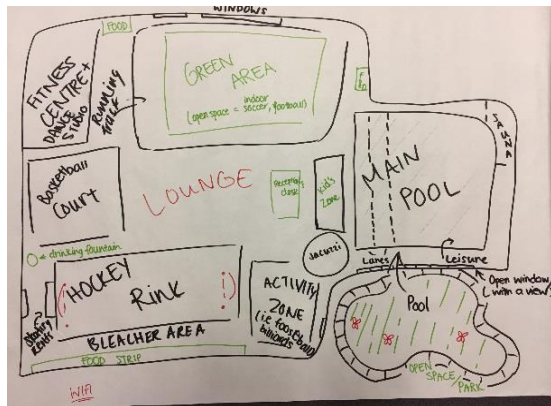 WINDOWS
FOOD
FITNESS
CENTRE +
DANCE
STUDIO
RUNNING
TRACK
GREEN
AREA
indoor
(open space = soccer, football)
SAUNA
Basketball
Court
LOUNGE
Kid's
Zone
MAIN
POOL
drinking fountain
Jacuzzi
Lanes
Leisure
Open window
(with a view)
HOCKEY
Rink
ACTIVITY
ZONE
(ie foosball
billiards
Pool
BLEACHER AREA
FOOD STRIP
OPEN
SPACE/
PARK
WIFI